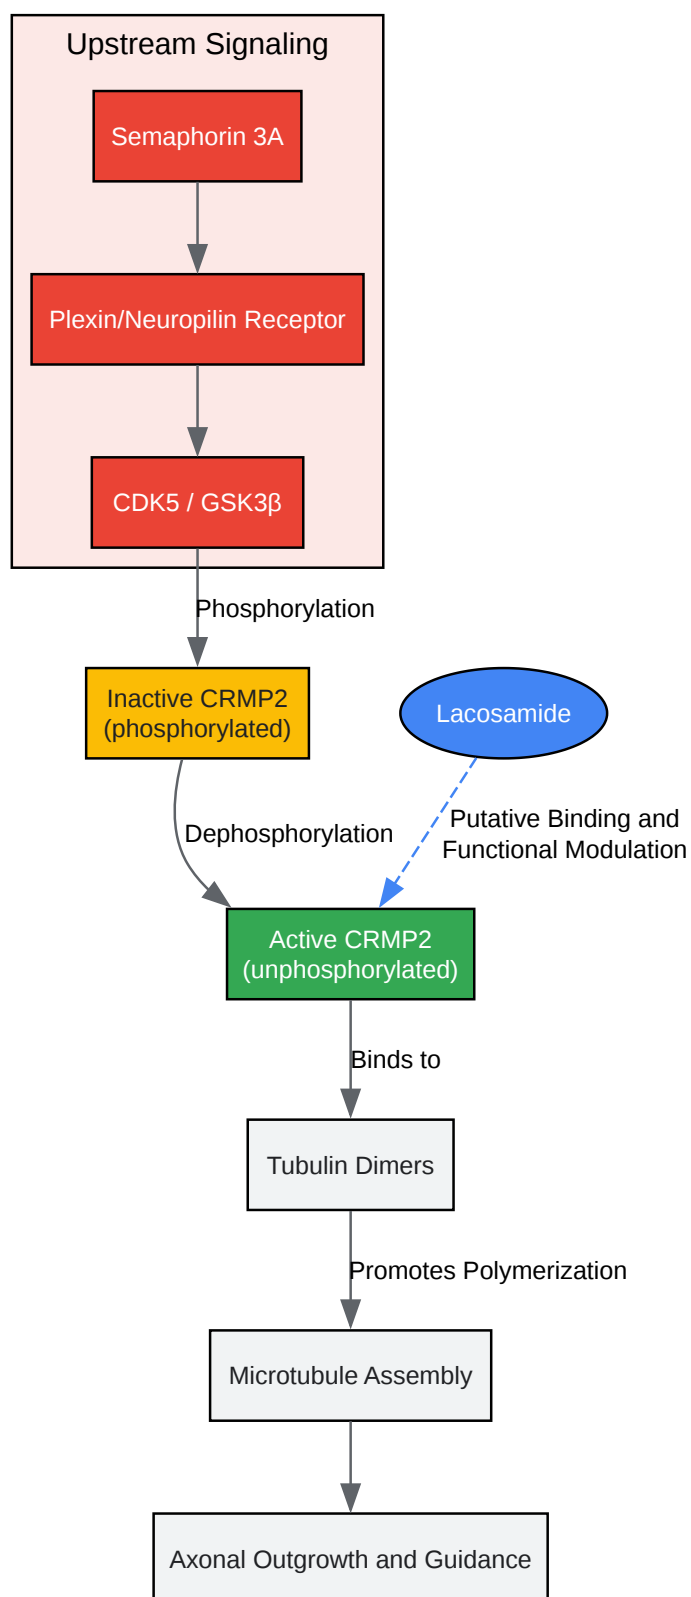 Upstream Signaling
Semaphorin 3A
Plexin/Neuropilin Receptor
CDK5 / GSK3β
Phosphorylation
Inactive CRMP2
(phosphorylated)
Lacosamide
Dephosphorylation
Putative Binding and
Functional Modulation
Active CRMP2
(unphosphorylated)
Binds to
Tubulin Dimers
Promotes Polymerization
Microtubule Assembly
Axonal Outgrowth and Guidance